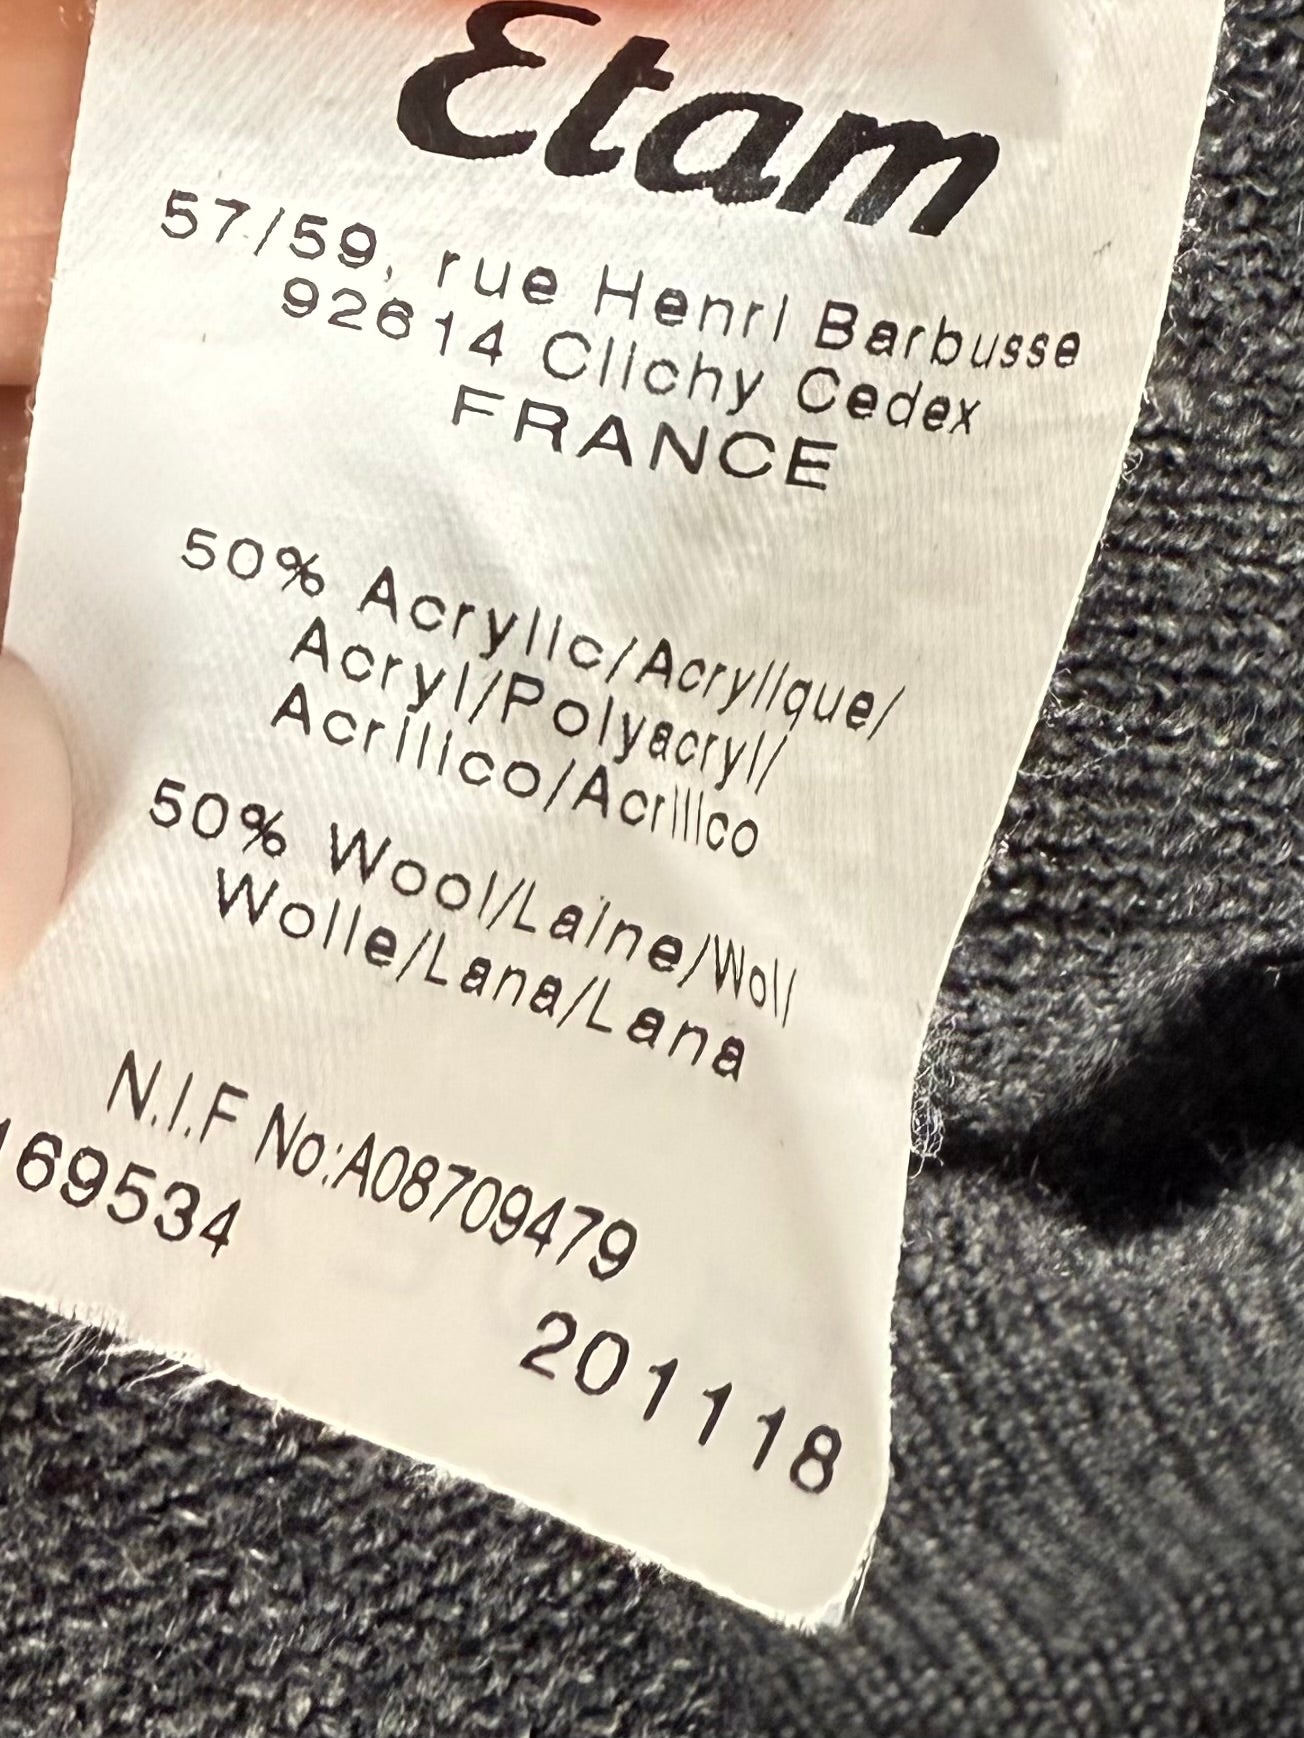 Etam
57/59, rue Henri Barbusse
92614 Clichy Cedex
FRANCE
50% Acrylic/Acrylique/
Acryl/Polyacryl/
Acrílico/Acrilico
50% Wool/Laine/Woll
Wolle/Lana/Lana
N.I.F No:A08709479
169534
201118